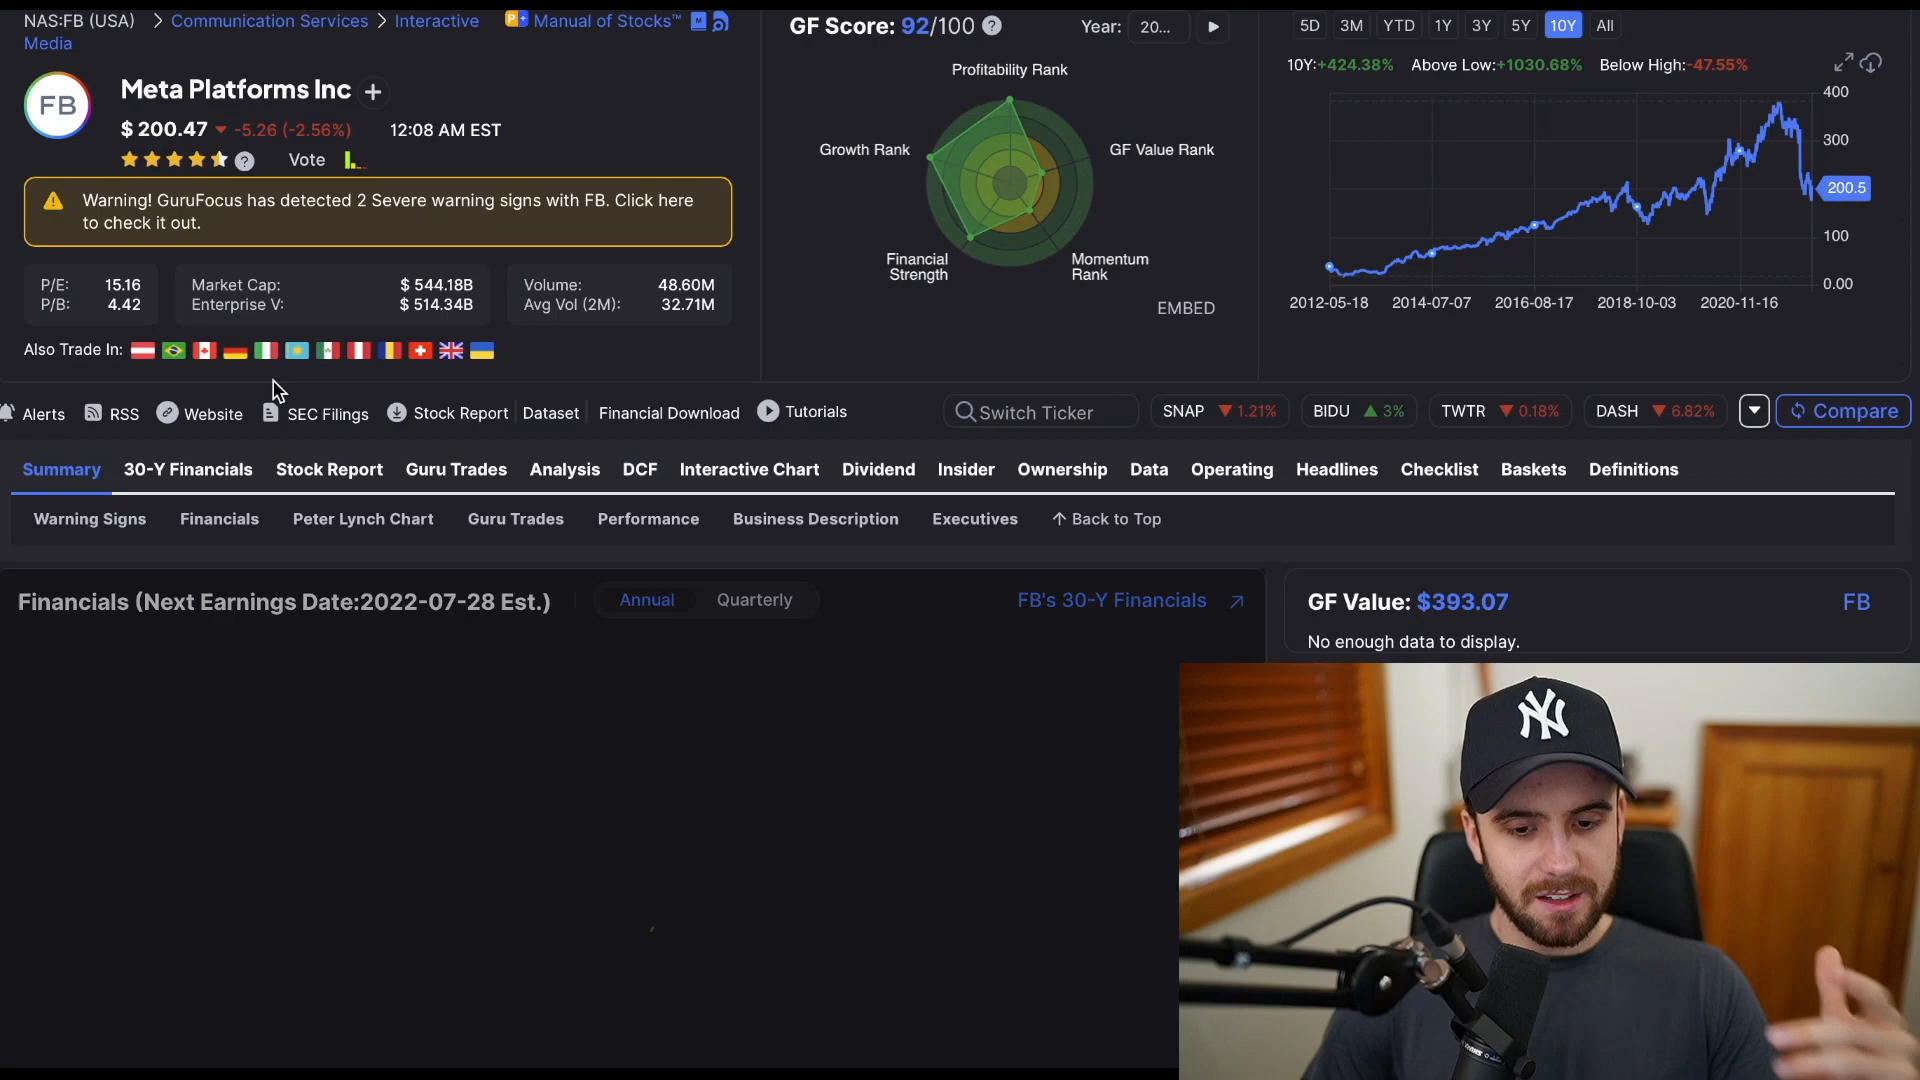 NAS:FB (USA) > Communication Services > Interactive
Media
Manual of Stocks™
FB
Meta Platforms Inc +
$ 200.47 -5.26 (-2.56%) 12:08 AM EST
Vote
Warning! GuruFocus has detected 2 Severe warning signs with FB. Click here
to check it out.
P/E: 15.16
P/B: 4.42
Market Cap: $ 544.18B
Enterprise V: $ 514.34B
Volume: 48.60M
Avg Vol (2M): 32.71M
Also Trade In:
GF Score: 92/100 ?
Year: 20...
Profitability Rank
Growth Rank
GF Value Rank
Financial
Strength
Momentum
Rank
EMBED
5D 3M YTD 1Y 3Y 5Y 10Y All
10Y:+424.38% Above Low:+1030.68% Below High:-47.55%
400
300
200.5
100
0.00
2012-05-18 2014-07-07 2016-08-17 2018-10-03 2020-11-16
Alerts RSS Website SEC Filings Stock Report Dataset Financial Download Tutorials
Switch Ticker
SNAP 1.21% BIDU 3% TWTR 0.18% DASH 6.82% Compare
Summary 30-Y Financials Stock Report Guru Trades Analysis DCF Interactive Chart Dividend Insider Ownership Data Operating Headlines Checklist Baskets Definitions
Warning Signs Financials Peter Lynch Chart Guru Trades Performance Business Description Executives ↑ Back to Top
Financials (Next Earnings Date:2022-07-28 Est.)
Annual Quarterly
FB's 30-Y Financials
GF Value: $393.07 FB
No enough data to display.
NY